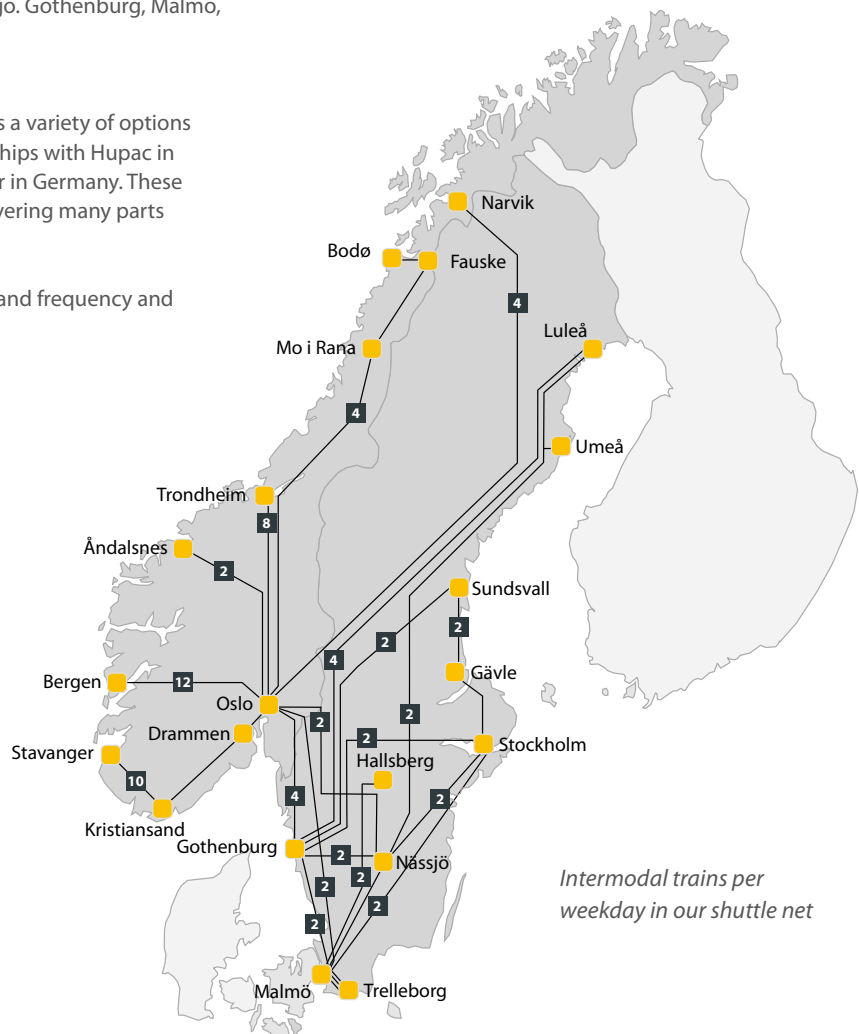 go. Gothenburg, Malmö,
s a variety of options
hips with Hupac in
r in Germany. These
vering many parts
and frequency and
Narvik
Bodø
Fauske
4
Luleå
Mo i Rana
4
Umeå
Trondheim
8
Åndalsnes
2
Sundsvall
2
2
4
Gävle
Bergen
12
Oslo
2
2
Drammen
2
Stockholm
Stavanger
Hallsberg
10
4
2
Kristiansand
Gothenburg
2
Nässjö
2
2
2
2
Intermodal trains per
weekday in our shuttle net
Malmö
Trelleborg